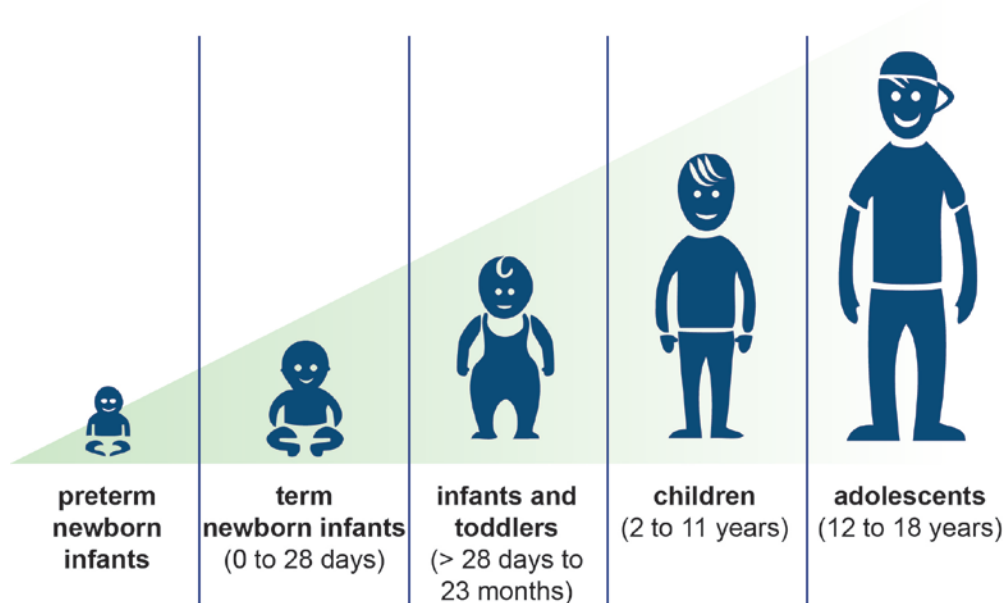 preterm
newborn
infants
term
newborn infants
(0 to 28 days)
infants and
toddlers
(> 28 days to
23 months)
children
(2 to 11 years)
adolescents
(12 to 18 years)